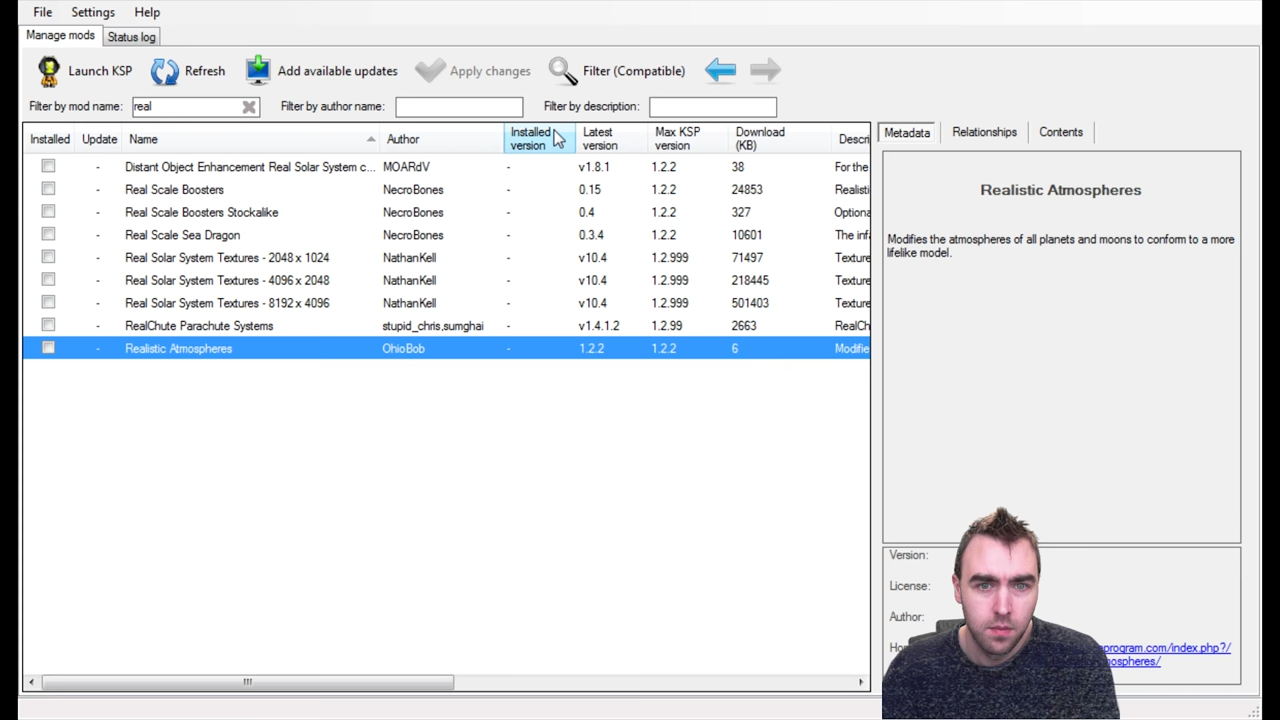 File Settings Help
Manage mods Status log
Launch KSP Refresh Add available updates Apply changes Filter (Compatible)
Filter by mod name: real Filter by author name: Filter by description:
Installed Update Name Author Installed version Latest version Max KSP version Download (KB) Descri
- Distant Object Enhancement Real Solar System c... MOARdV - v1.8.1 1.2.2 38 For the
- Real Scale Boosters NecroBones - 0.15 1.2.2 24853 Realisti
- Real Scale Boosters Stockalike NecroBones - 0.4 1.2.2 327 Optiona
- Real Scale Sea Dragon NecroBones - 0.3.4 1.2.2 10601 The infa
- Real Solar System Textures - 2048 x 1024 NathanKell - v10.4 1.2.999 71497 Texture
- Real Solar System Textures - 4096 x 2048 NathanKell - v10.4 1.2.999 218445 Texture
- Real Solar System Textures - 8192 x 4096 NathanKell - v10.4 1.2.999 501403 Texture
- RealChute Parachute Systems stupid_chris,sumghai - v1.4.1.2 1.2.99 2663 RealCh
- Realistic Atmospheres OhioBob - 1.2.2 1.2.2 6 Modifie
Metadata Relationships Contents
Realistic Atmospheres
Modifies the atmospheres of all planets and moons to conform to a more
lifelike model.
Version:
License:
Author:
program.com/index.php?/
ospheres/